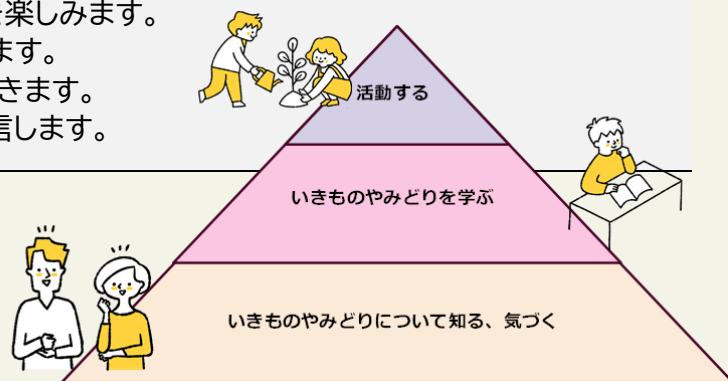 を楽しみます。
ます。
きます。
信します。
活動する
いきものやみどりを学ぶ
いきものやみどりについて知る、気づく